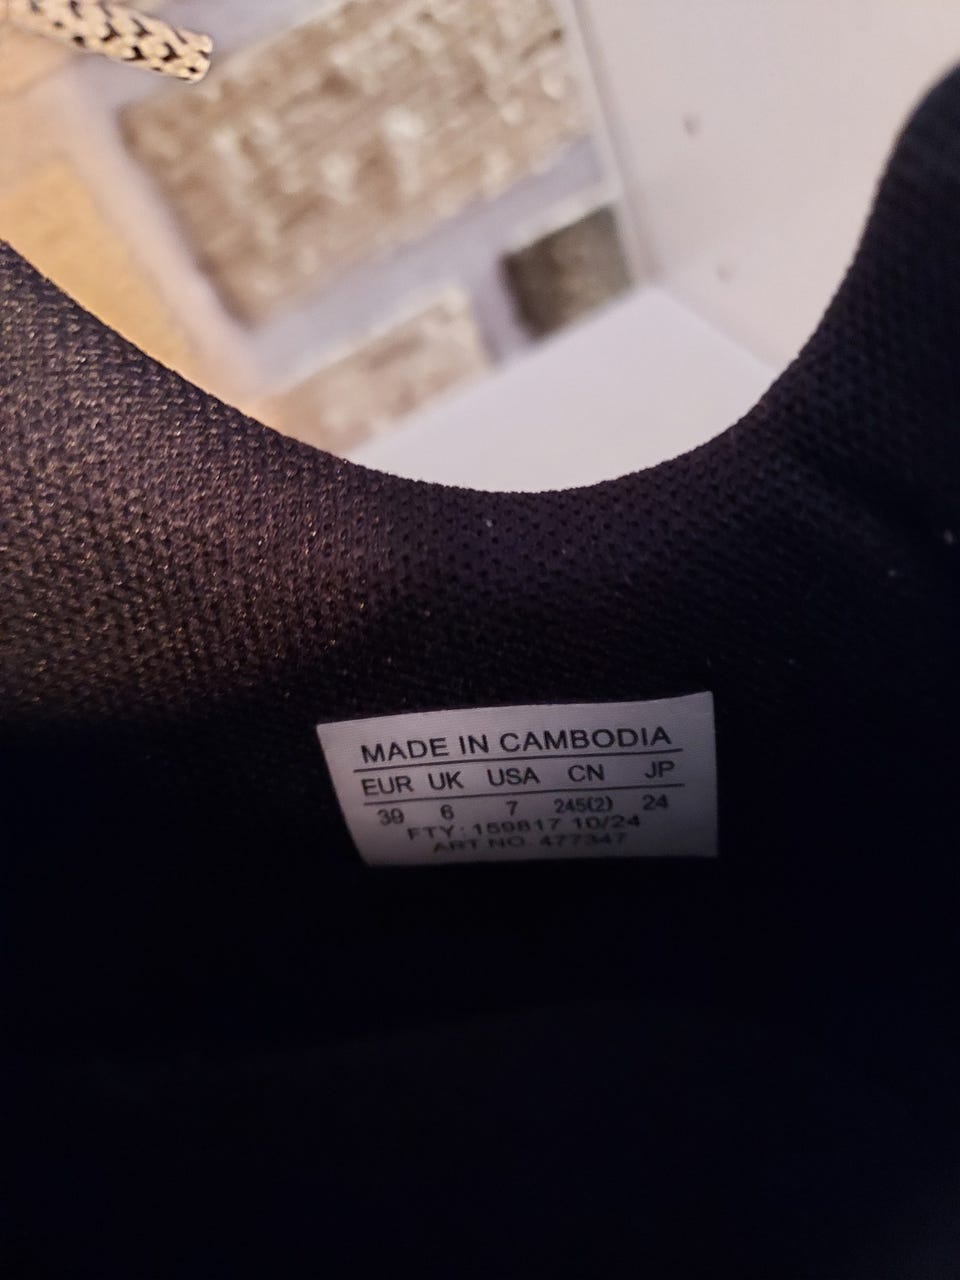 MADE IN CAMBODIA
EUR UK USA CN JP
39 6 7 245(2) 24
FTY: 159817 10/24
ART NO. 477347